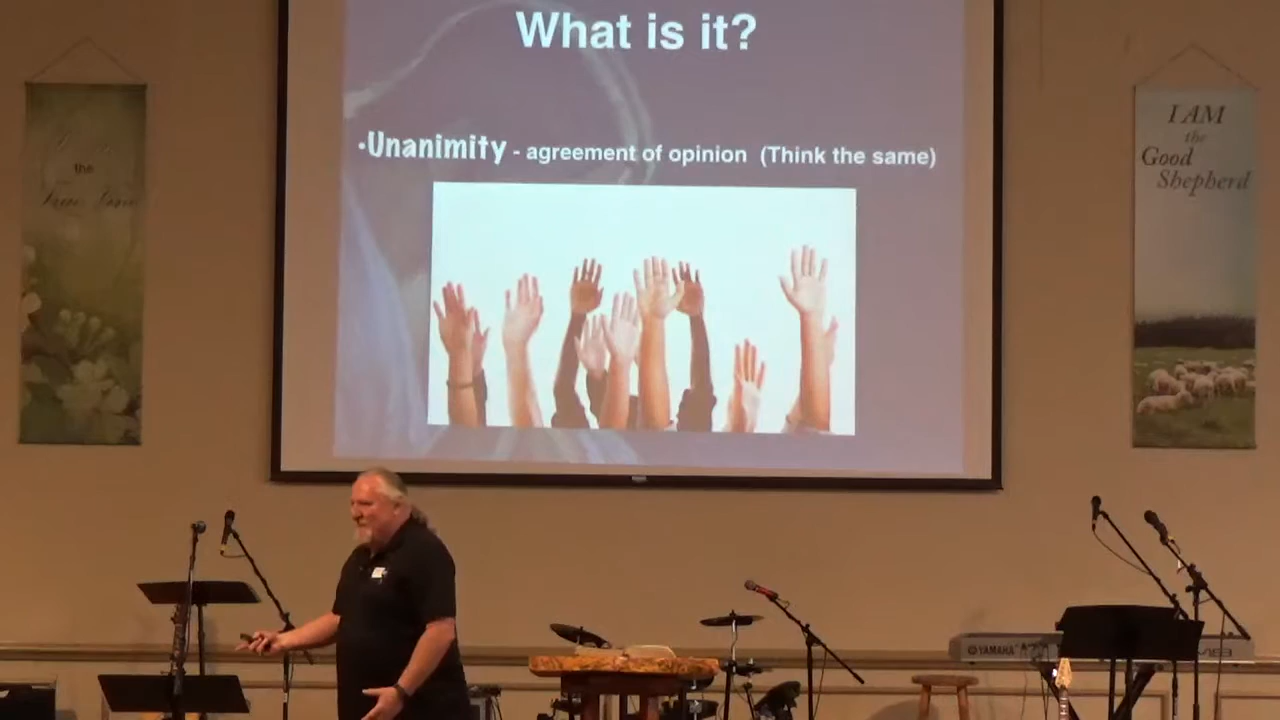 What is it?
•Unanimity - agreement of opinion (Think the same)
the
I AM
the
Good
Shepherd
YAMAHA